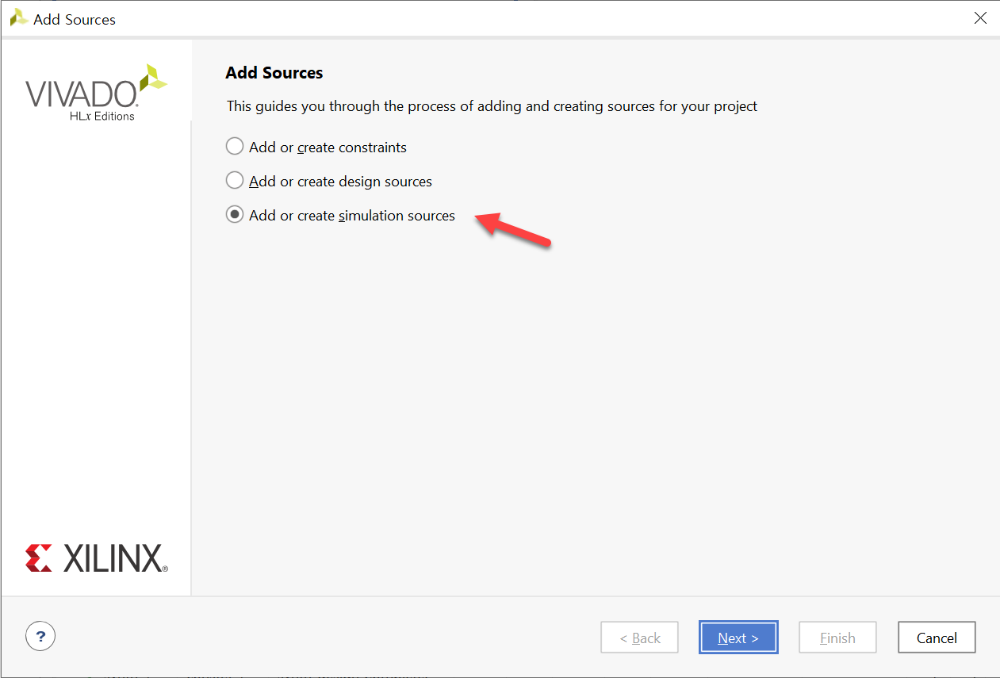 Add Sources
VIVADO.
HLx Editions
Add Sources
This guides you through the process of adding and creating sources for your project
Add or create constraints
Add or create design sources
Add or create simulation sources
XILINX®
?
< Back
Next >
Finish
Cancel